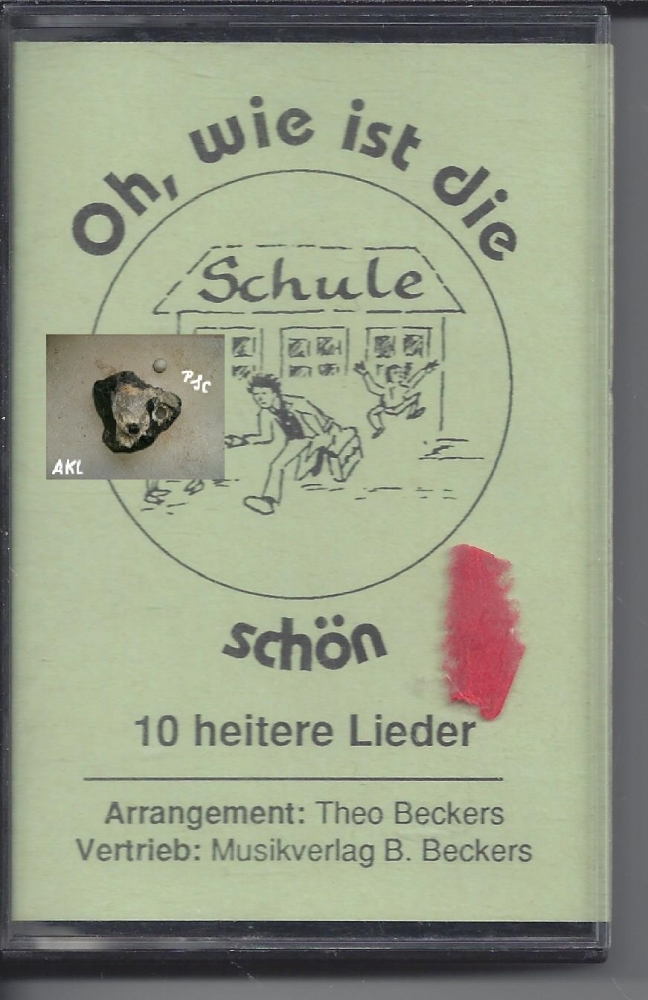 Oh, wie ist die
Schule
PSC
AKL
schön
10 heitere Lieder
Arrangement: Theo Beckers
Vertrieb: Musikverlag B. Beckers